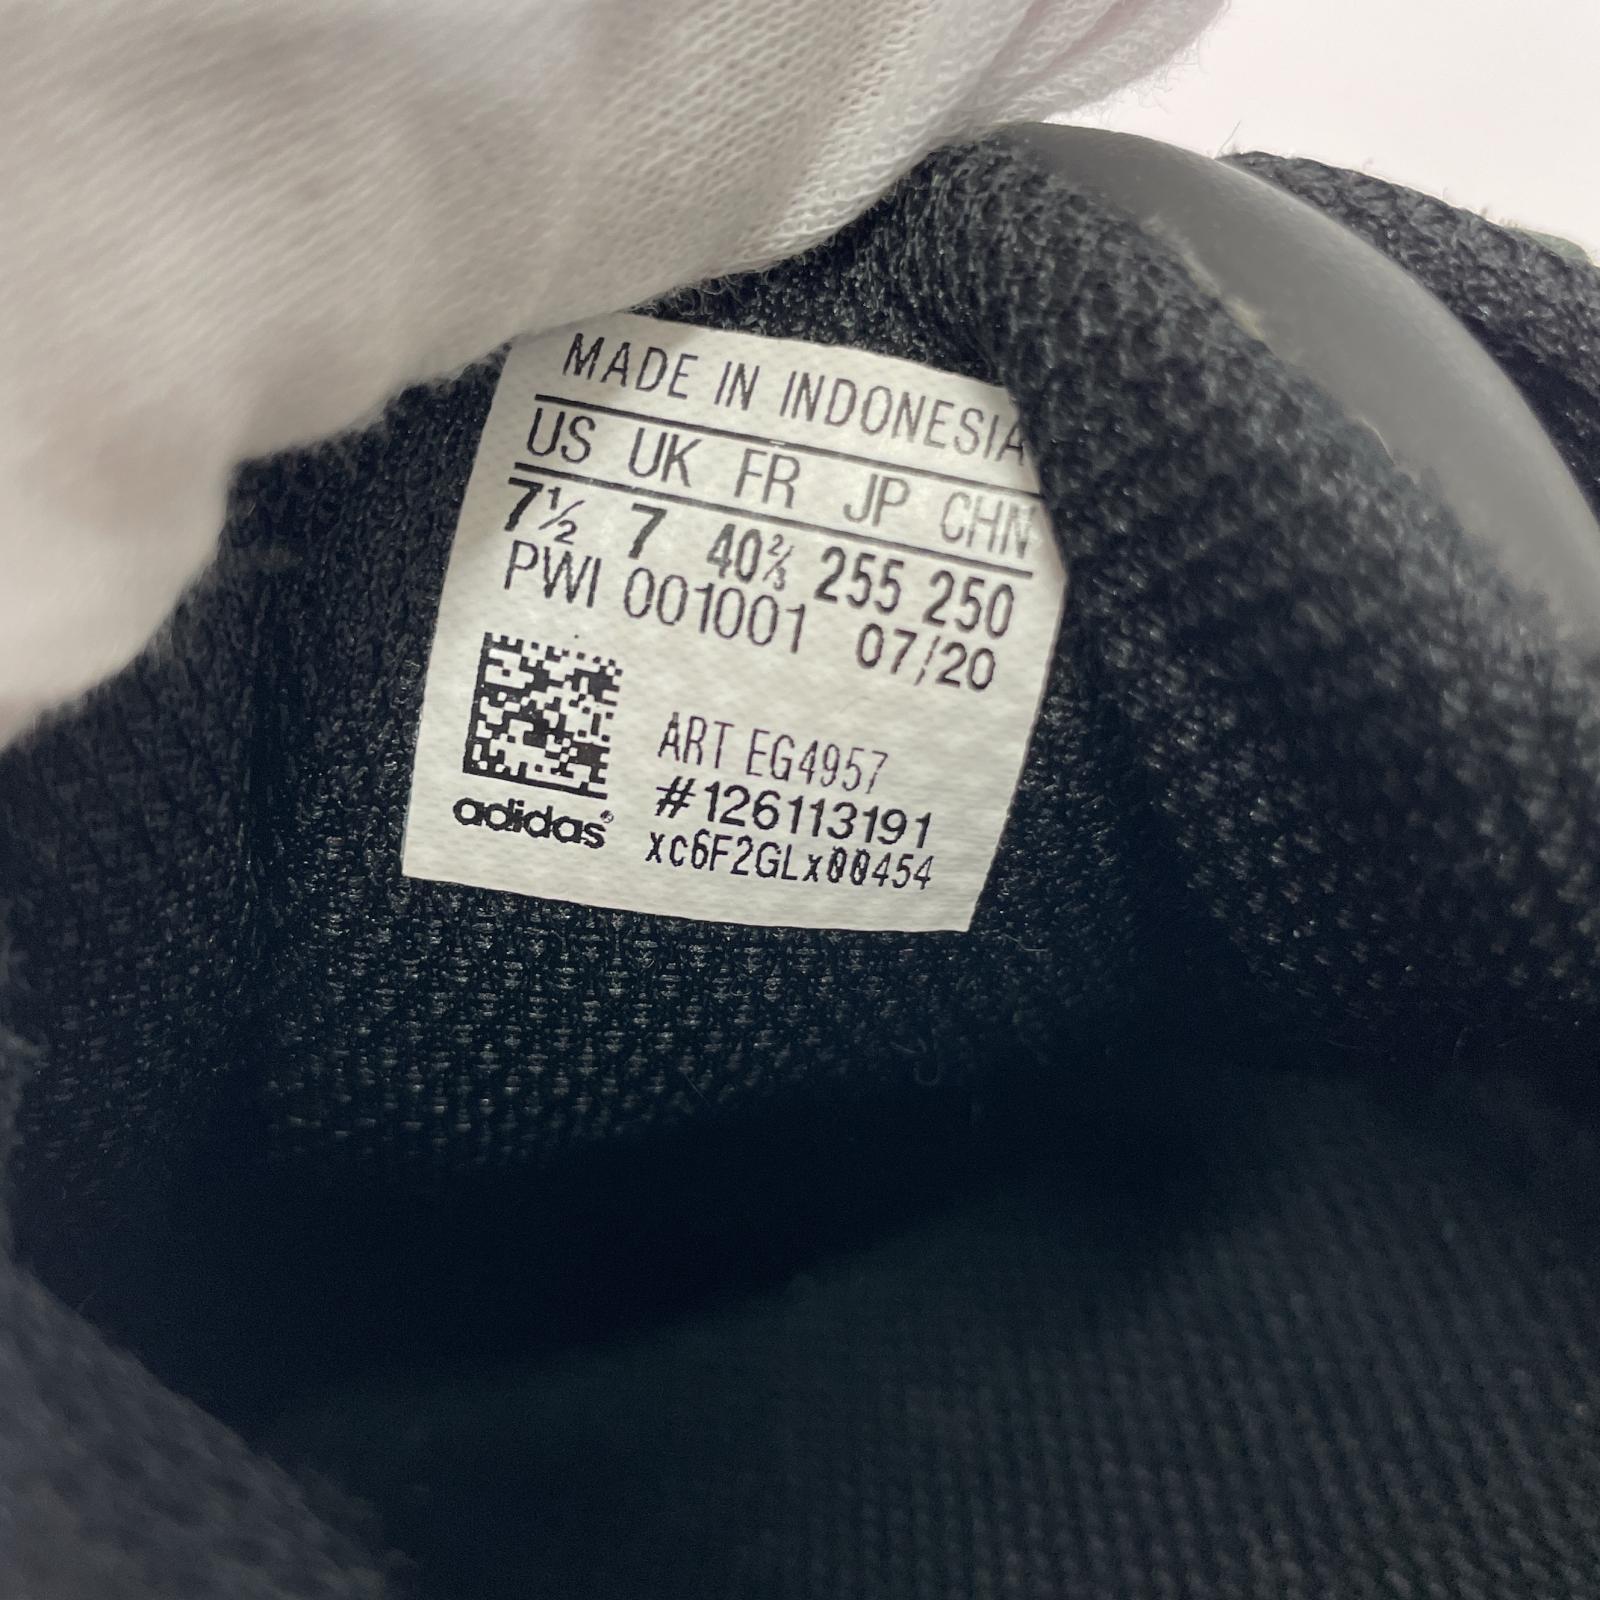 MADE IN INDONESIA
US UK FR JP CHN
7½ 7 40⅔ 255 250
PWI 001001 07/20
ART EG4957
#126113191
xc6F2GLx00454
adidas®